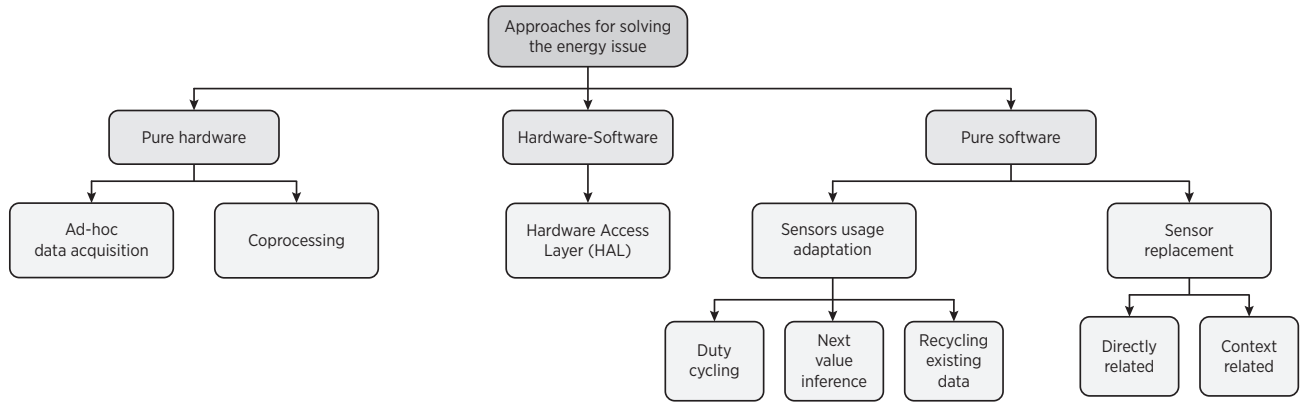 Approaches for solving
the energy issue
Pure hardware
Hardware-Software
Pure software
Ad-hoc
data acquisition
Coprocessing
Hardware Access
Layer (HAL)
Sensors usage
adaptation
Sensor
replacement
Duty
cycling
Next
value
inference
Recycling
existing
data
Directly
related
Context
related